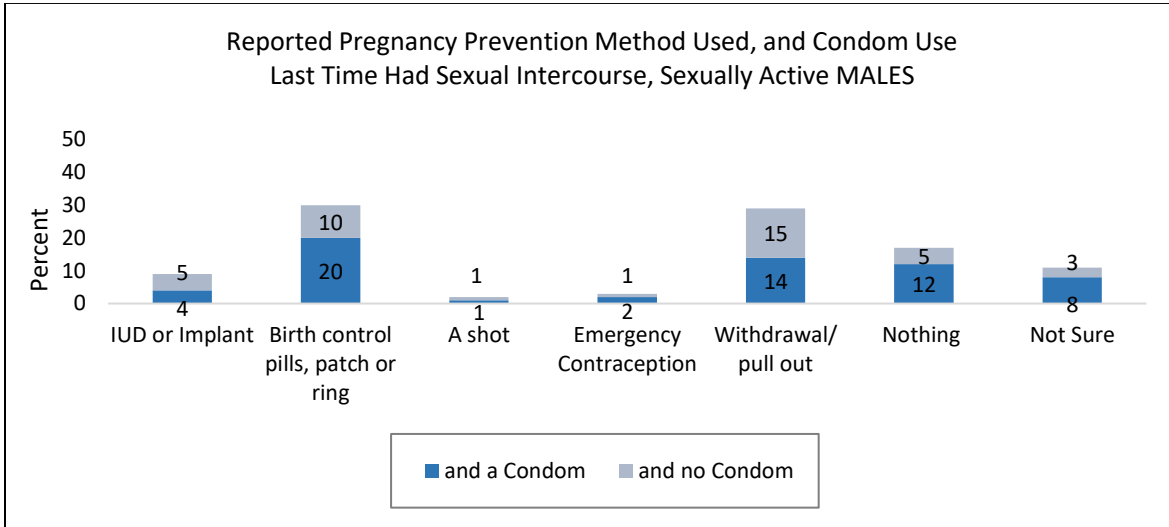 Reported Pregnancy Prevention Method Used, and Condom Use
Last Time Had Sexual Intercourse, Sexually Active MALES
Percent
50
40
30
20
10
0
5
4
10
20
1
1
1
2
15
14
5
12
3
8
IUD or Implant
Birth control
pills, patch or
ring
A shot
Emergency
Contraception
Withdrawal/
pull out
Nothing
Not Sure
and a Condom
and no Condom